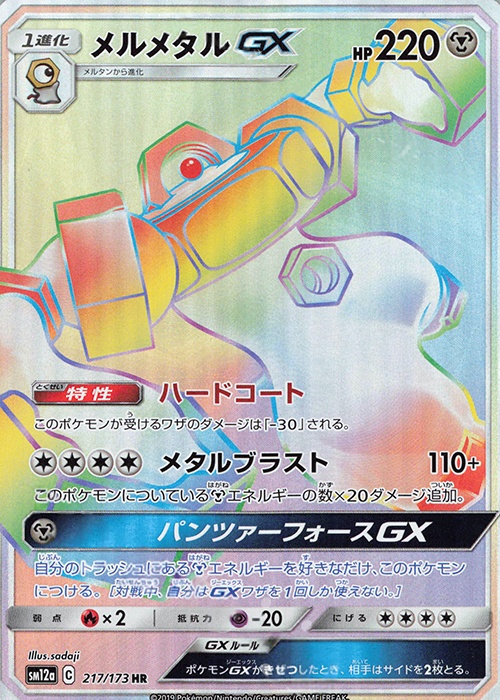 1進化 メルメタルGX HP220
メルタンから進化
とくせい 特性 ハードコート
このポケモンが受けるワザのダメージは「-30」される。
メタルブラスト 110+
このポケモンについているエネルギーの数×20ダメージ追加。
パンツァーフォースGX
自分のトラッシュにあるエネルギーを好きなだけ、このポケモン
につける。[対戦中、自分はGXワザを1回しか使えない。]
弱点 ×2 抵抗力 -20 にげる
Illus.sadaji
GXルール
sm12a C 217/173 HR
ポケモンGXがきぜつしたとき、相手はサイドを2枚とる。
©2019 Pokémon/Nintendo/Creatures/GAMEFREAK.